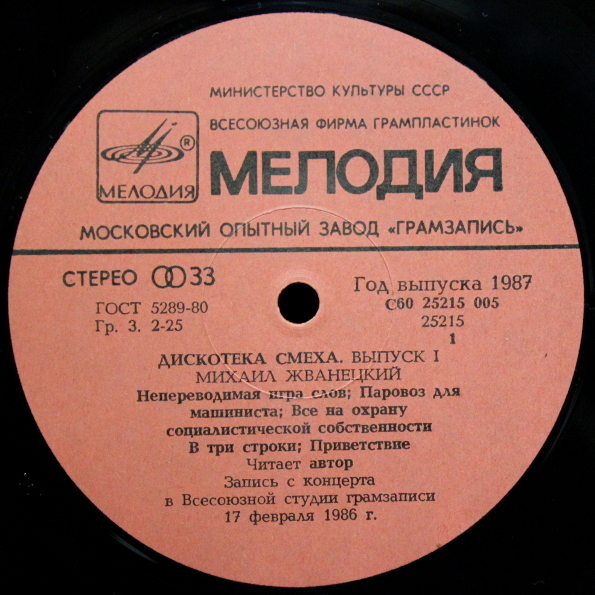 МИНИСТЕРСТВО КУЛЬТУРЫ СССР
ВСЕСОЮЗНАЯ ФИРМА ГРАМПЛАСТИНОК
®
МЕЛОДИЯ
МЕЛОДИЯ
МОСКОВСКИЙ ОПЫТНЫЙ ЗАВОД «ГРАМЗАПИСЬ»
СТЕРЕО 33
Год выпуска 1987
ГОСТ 5289-80
С60 25215 005
Гр. 3. 2-25
25215
1
ДИСКОТЕКА СМЕХА. ВЫПУСК I
МИХАИЛ ЖВАНЕЦКИЙ
Непереводимая игра слов; Паровоз для
машиниста; Все на охрану
социалистической собственности
В три строки; Приветствие
Читает автор
Запись с концерта
в Всесоюзной студии грамзаписи
17 февраля 1986 г.